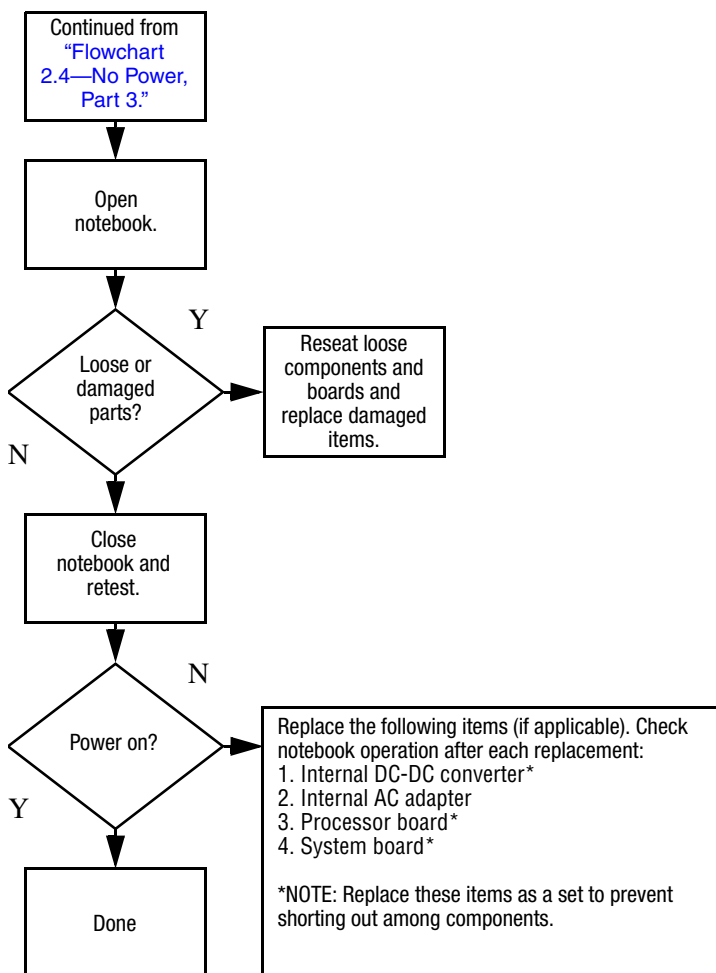 Continued from
“Flowchart
2.4—No Power,
Part 3.”
Open
notebook.
Y
Loose or
damaged
parts?
Reseat loose
components
and boards and
replace damaged
items.
N
Close
notebook and
retest.
N
Power on?
Replace the following items (if applicable). Check
notebook operation after each replacement:
1. Internal DC-DC converter*
2. Internal AC adapter
3. Processor board*
4. System board*
*NOTE: Replace these items as a set to prevent
shorting out among components.
Y
Done